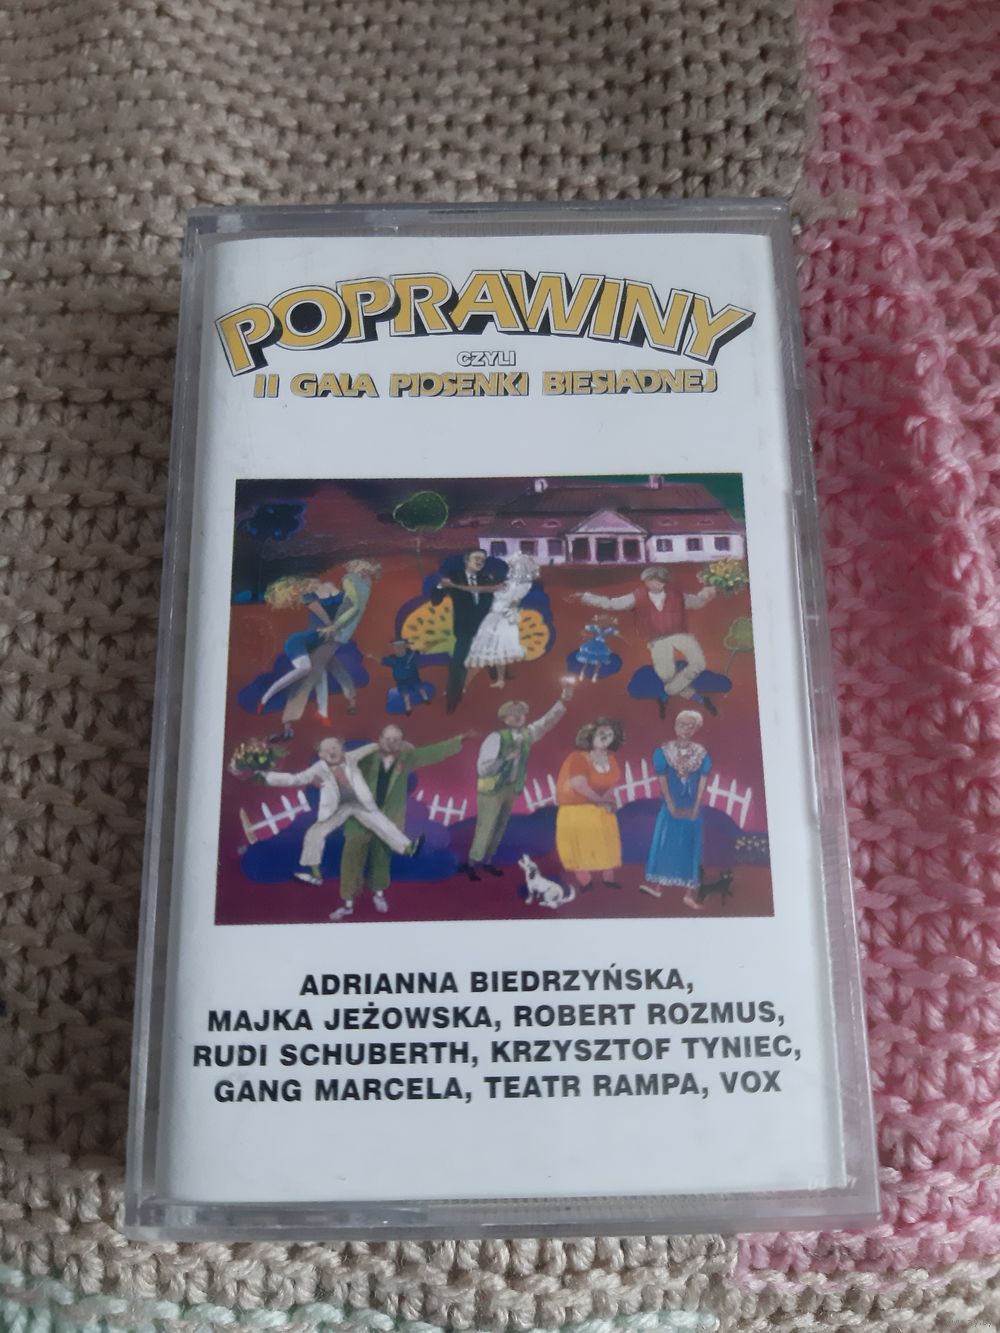 POPRAWINY
CZYLI
II GALA PIOSENKI BIESIADNEJ
ADRIANNA BIEDRZYŃSKA,
MAJKA JEŻOWSKA, ROBERT ROZMUS,
RUDI SCHUBERTH, KRZYSZTOF TYNIEC,
GANG MARCELA, TEATR RAMPA, VOX